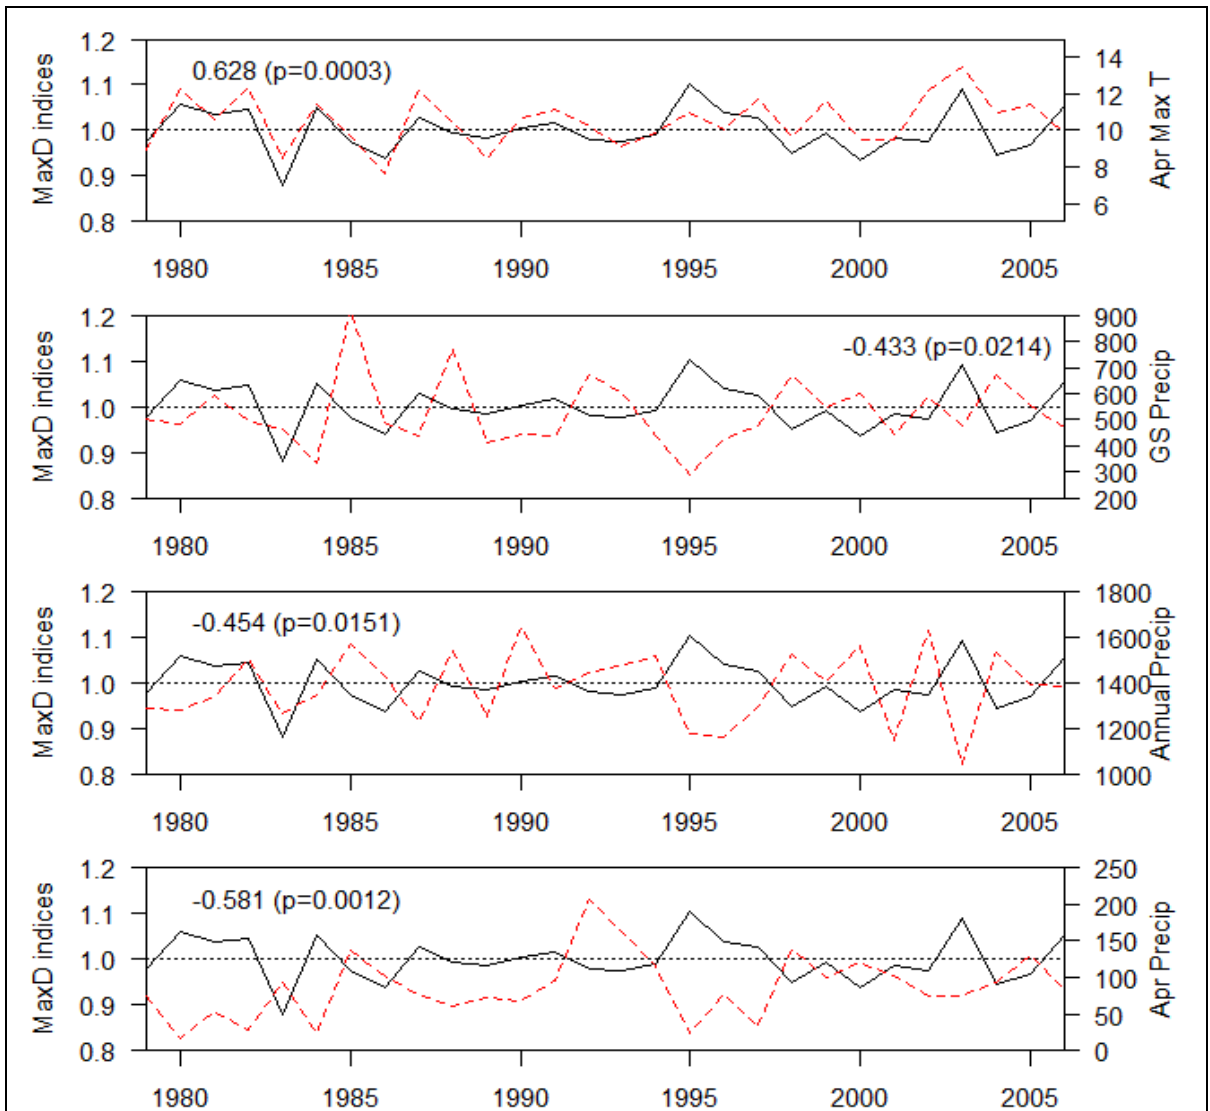 MaxD indices
1.2
1.1
1.0
0.9
0.8
0.628 (p=0.0003)
14
12
10
8
6
Apr Max T
1980 1985 1990 1995 2000 2005
MaxD indices
1.2
1.1
1.0
0.9
0.8
-0.433 (p=0.0214)
900
800
700
600
500
400
300
200
GS Precip
1980 1985 1990 1995 2000 2005
MaxD indices
1.2
1.1
1.0
0.9
0.8
-0.454 (p=0.0151)
1800
1600
1400
1200
1000
Annual Precip
1980 1985 1990 1995 2000 2005
MaxD indices
1.2
1.1
1.0
0.9
0.8
-0.581 (p=0.0012)
250
200
150
100
50
0
Apr Precip
1980 1985 1990 1995 2000 2005